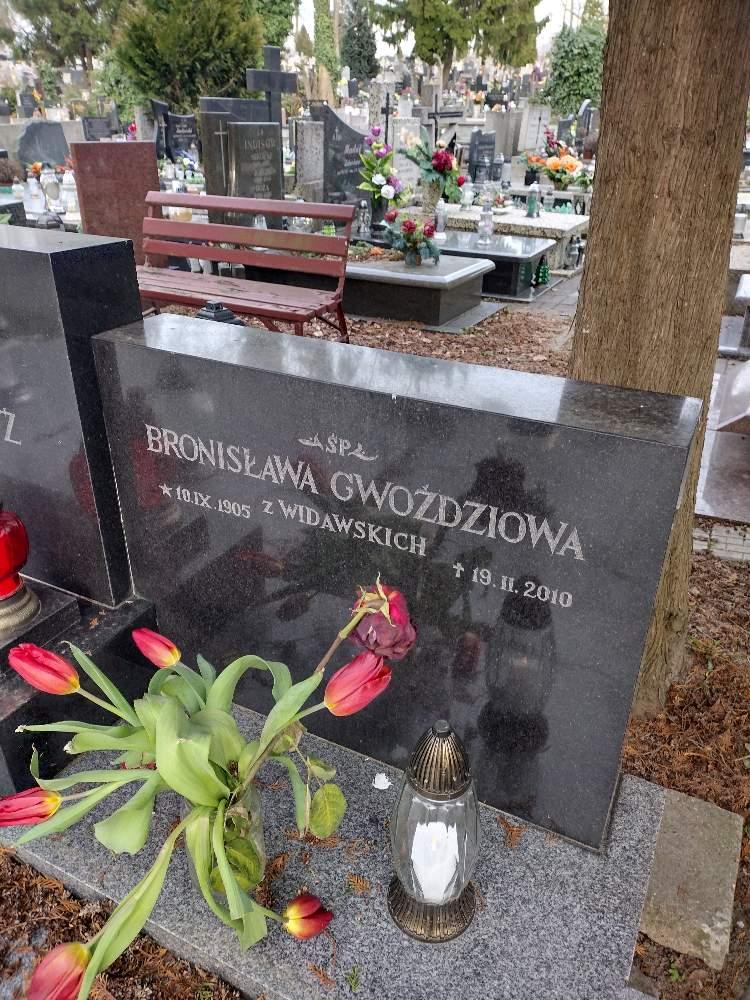 ŚP
BRONISŁAWA GWOŹDZIOWA
★10.IX.1905 Z WIDAWSKICH ✝19.II.2010
Ż